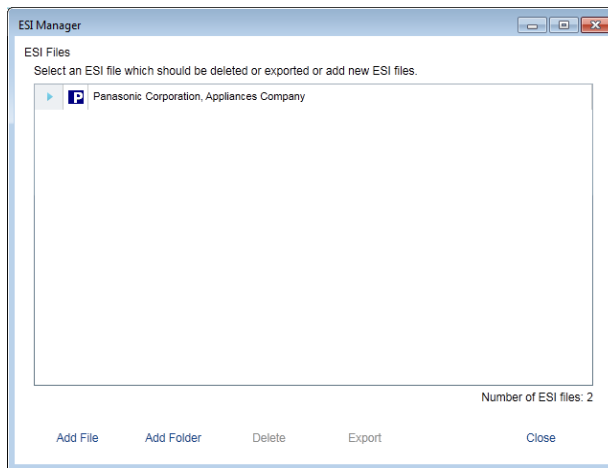 ESI Manager
ESI Files
Select an ESI file which should be deleted or exported or add new ESI files.
P Panasonic Corporation, Appliances Company
Number of ESI files: 2
Add File Add Folder Delete Export Close